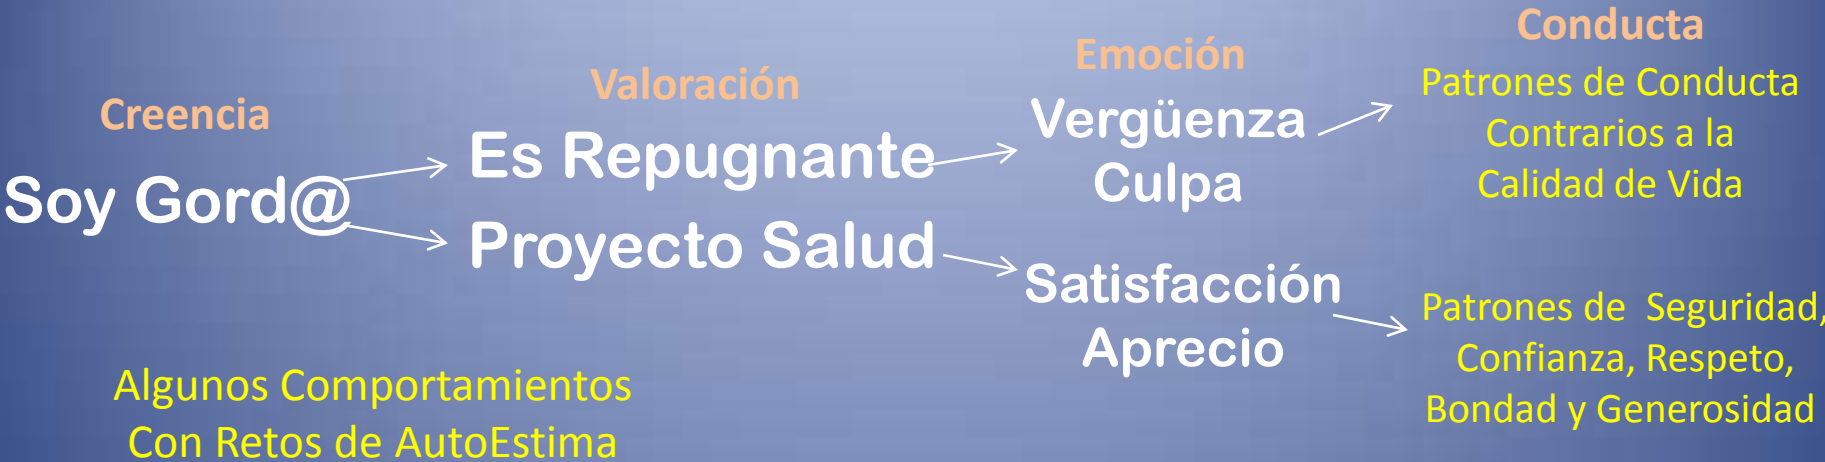 Creencia
Soy Gord@
Valoración
Es Repugnante
Proyecto Salud
Emoción
Vergüenza
Culpa
Satisfacción
Aprecio
Conducta
Patrones de Conducta
Contrarios a la
Calidad de Vida
Patrones de Seguridad,
Confianza, Respeto,
Bondad y Generosidad
Algunos Comportamientos
Con Retos de AutoEstima